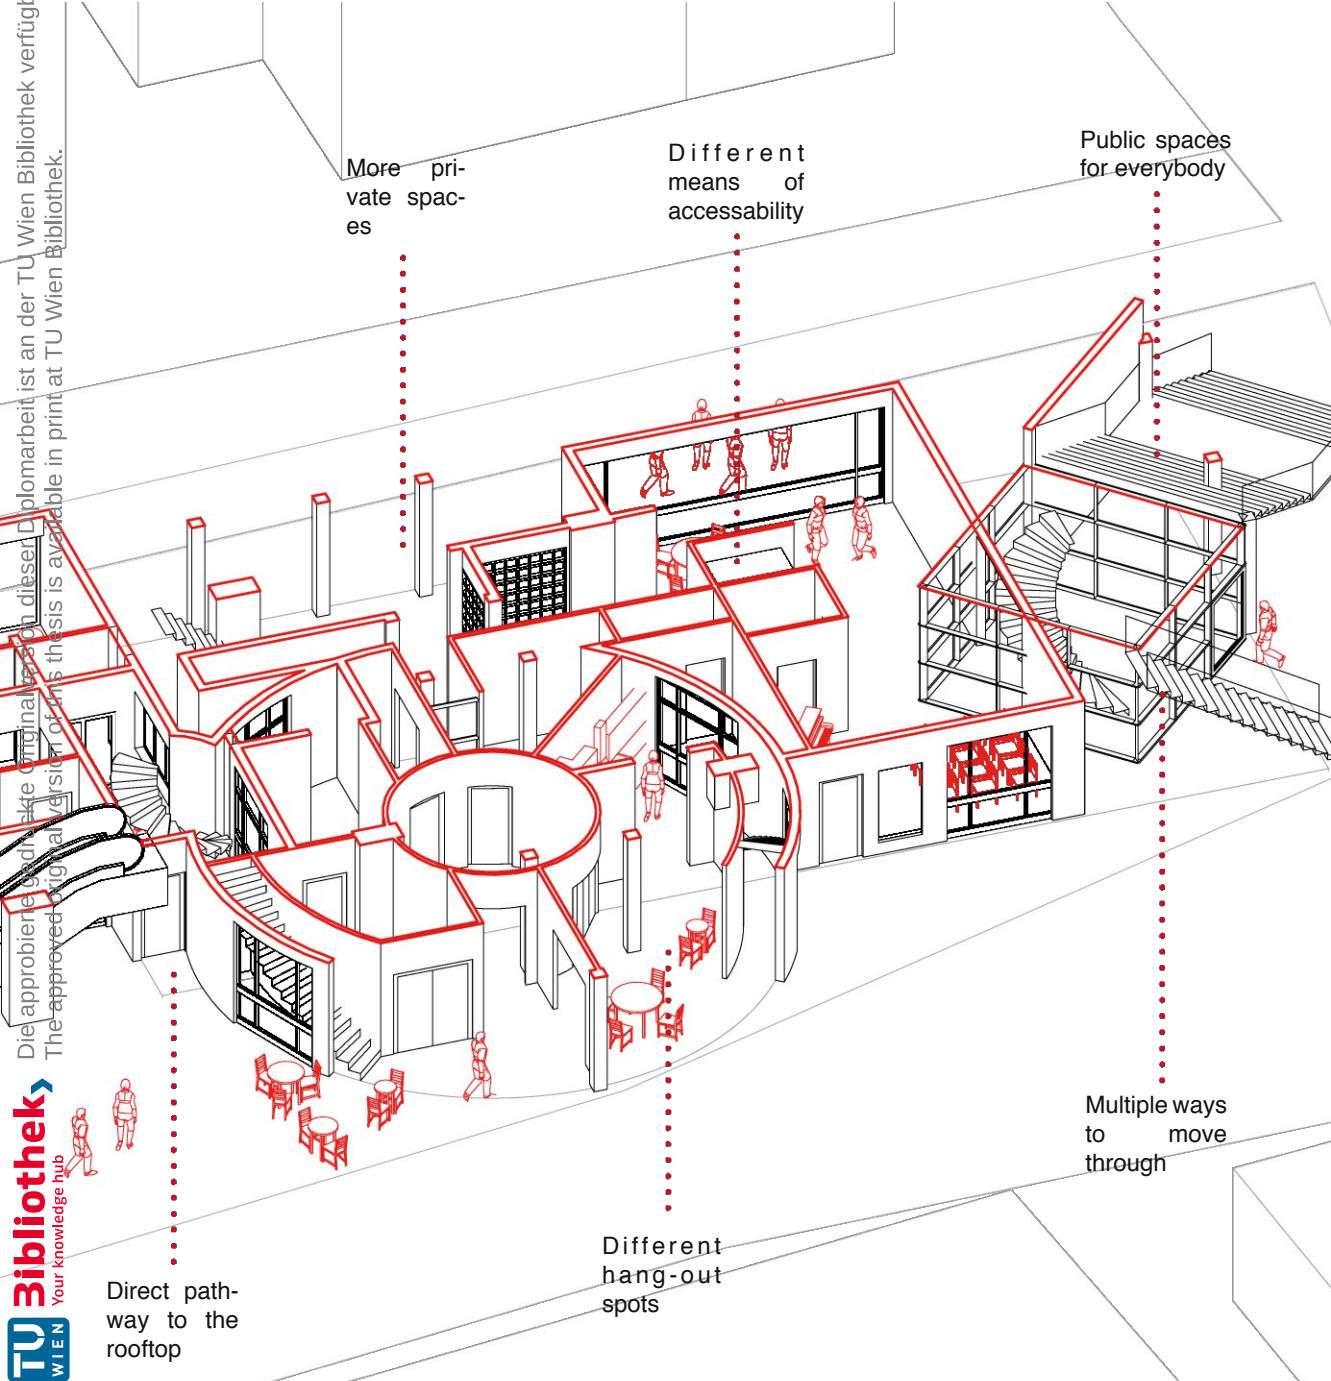 More pri-
vate spac-
es
Different
means of
accessability
Public spaces
for everybody
Multiple ways
to move
through
Different
hang-out
spots
Direct path-
way to the
rooftop
Die approbierte gedruckte Originalversion dieser Diplomarbeit ist an der TU Wien Bibliothek verfügb
The approved original version of this thesis is available in print at TU Wien Bibliothek.
Bibliothek
Your knowledge hub
TU
WIEN